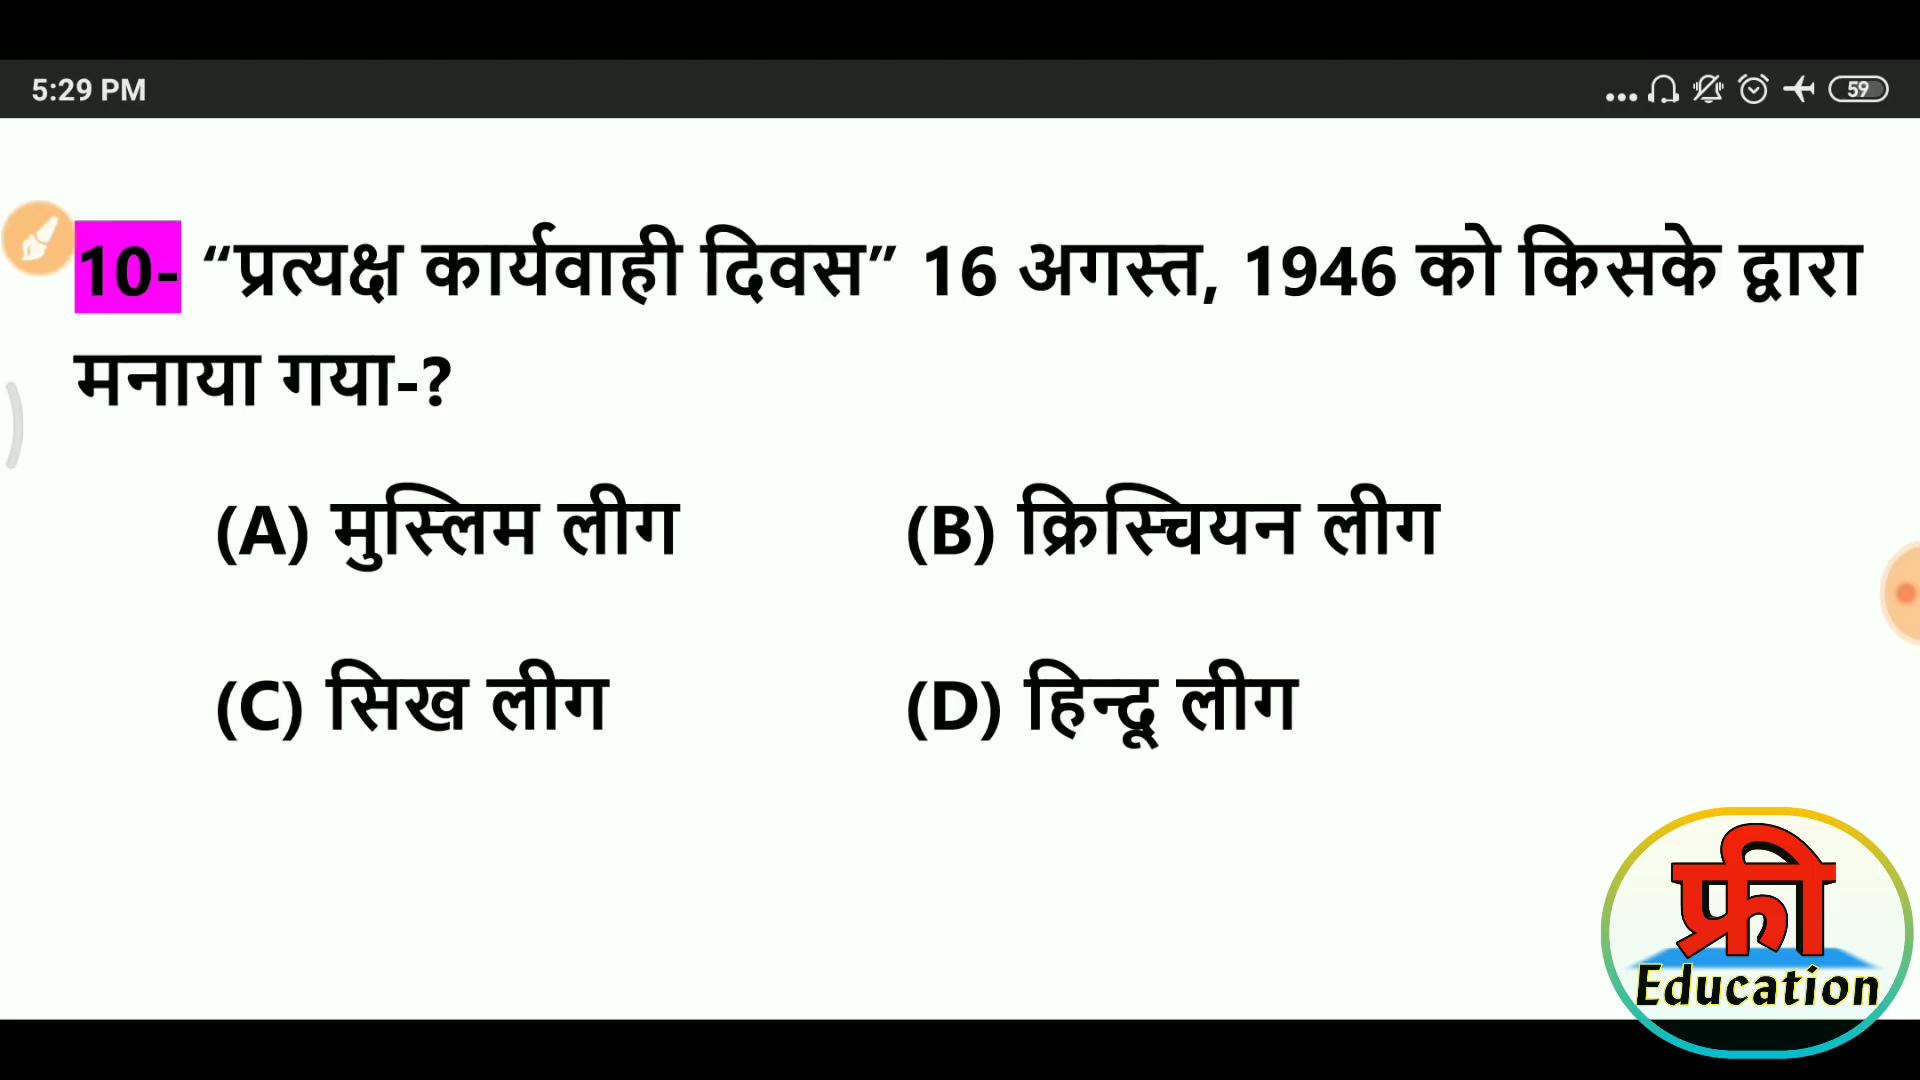 5:29 PM
59
10- “प्रत्यक्ष कार्यवाही दिवस” 16 अगस्त, 1946 को किसके द्वारा
मनाया गया-?
(A) मुस्लिम लीग
(B) क्रिस्चियन लीग
(C) सिख लीग
(D) हिन्दू लीग
फ्री
Education